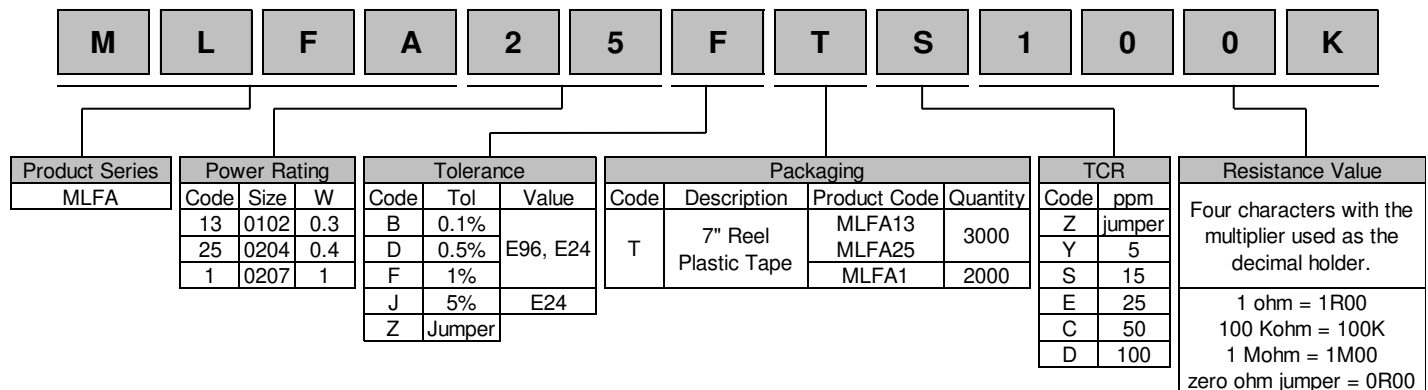 M L F A 2 5 F T S 1 0 0 K
Product Series
MLFA
Power Rating
Code Size W
13 0102 0.3
25 0204 0.4
1 0207 1
Tolerance
Code Tol Value
B 0.1%
D 0.5% E96, E24
F 1%
J 5% E24
Z Jumper
Packaging
Code Description Product Code Quantity
T 7" Reel Plastic Tape MLFA13 MLFA25 3000
MLFA1 2000
TCR
Code ppm
Z jumper
Y 5
S 15
E 25
C 50
D 100
Resistance Value
Four characters with the
multiplier used as the
decimal holder.
1 ohm = 1R00
100 Kohm = 100K
1 Mohm = 1M00
zero ohm jumper = 0R00